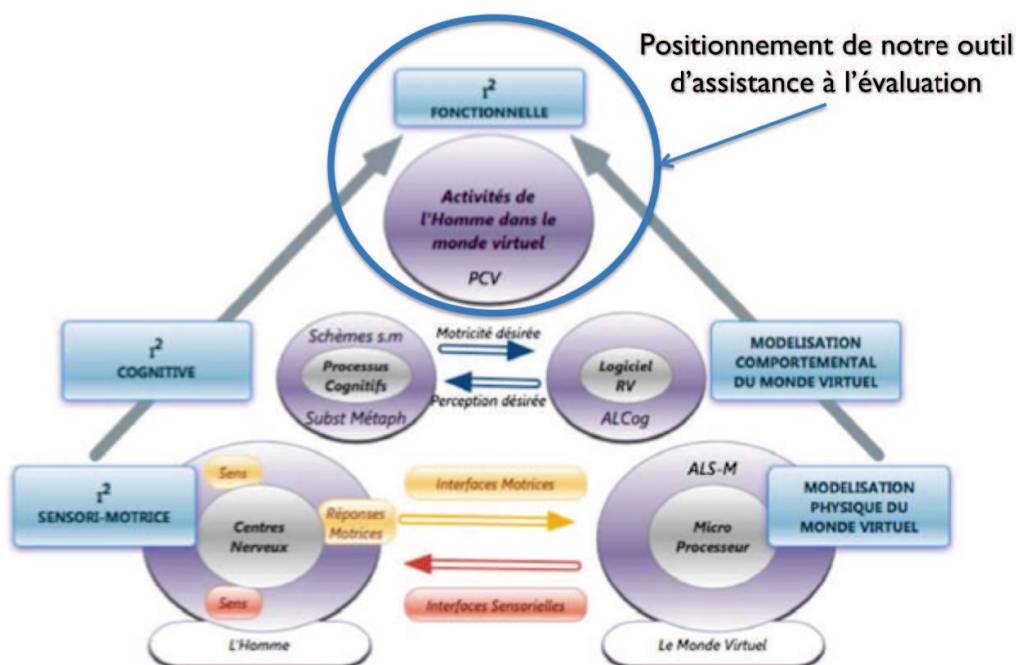 Positionnement de notre outil
d'assistance à l'évaluation
I²
FONCTIONNELLE
Activités de
l'Homme dans le
monde virtuel
PCV
I²
COGNITIVE
Schèmes s.m
Processus
Cognitifs
Subst Métaph
Motricité désirée
Perception désirée
Logiciel
RV
ALCog
MODELISATION
COMPORTEMENTAL
DU MONDE VIRTUEL
I²
SENSORI-MOTRICE
Sens
Centres
Nerveux
Réponses
Motrices
Sens
Interfaces Motrices
Interfaces Sensorielles
ALS-M
Micro
Processeur
MODELISATION
PHYSIQUE DU
MONDE VIRTUEL
L'Homme
Le Monde Virtuel